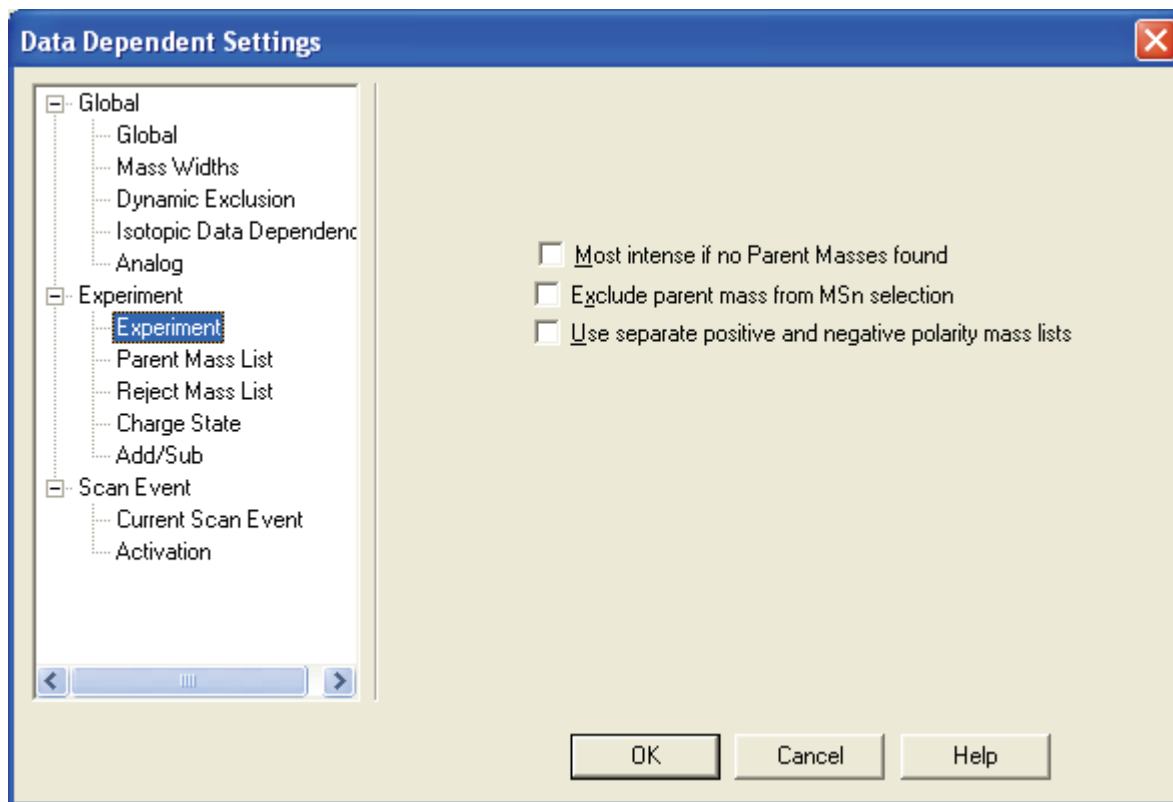 Data Dependent Settings
Global
Global
Mass Widths
Dynamic Exclusion
Isotopic Data Dependenc
Analog
Experiment
Experiment
Parent Mass List
Reject Mass List
Charge State
Add/Sub
Scan Event
Current Scan Event
Activation
Most intense if no Parent Masses found
Exclude parent mass from MSn selection
Use separate positive and negative polarity mass lists
OK Cancel Help